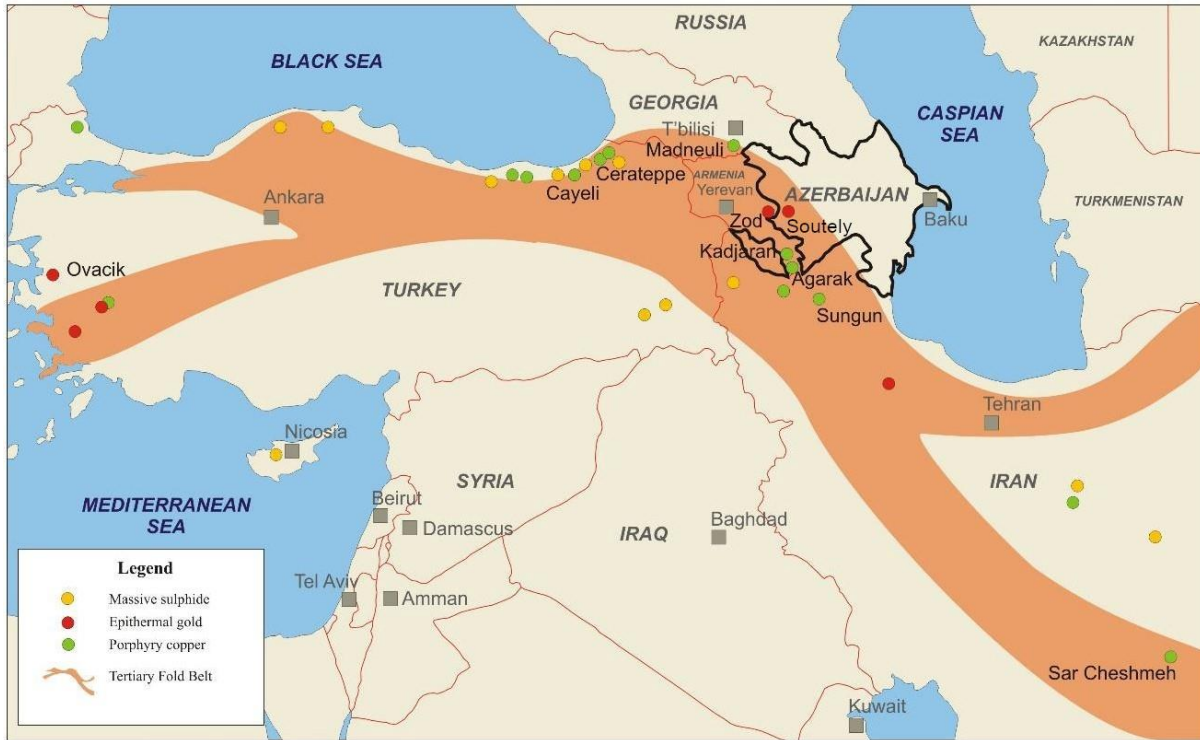 RUSSIA
KAZAKHSTAN
BLACK SEA
GEORGIA
CASPIAN
SEA
T'bilisi
Madneuli
Cerateppe
ARMENIA
Yerevan
AZERBAIJAN
Cayeli
Ankara
Baku
TURKMENISTAN
Zod
Soutely
Kadjaran
Agarak
Ovacik
TURKEY
Sungun
Tehran
Nicosia
SYRIA
IRAN
MEDITERRANEAN
SEA
Beirut
Damascus
IRAQ
Baghdad
Legend
Massive sulphide
Epithermal gold
Porphyry copper
Tertiary Fold Belt
Tel Aviv
Amman
Sar Cheshmeh
Kuwait